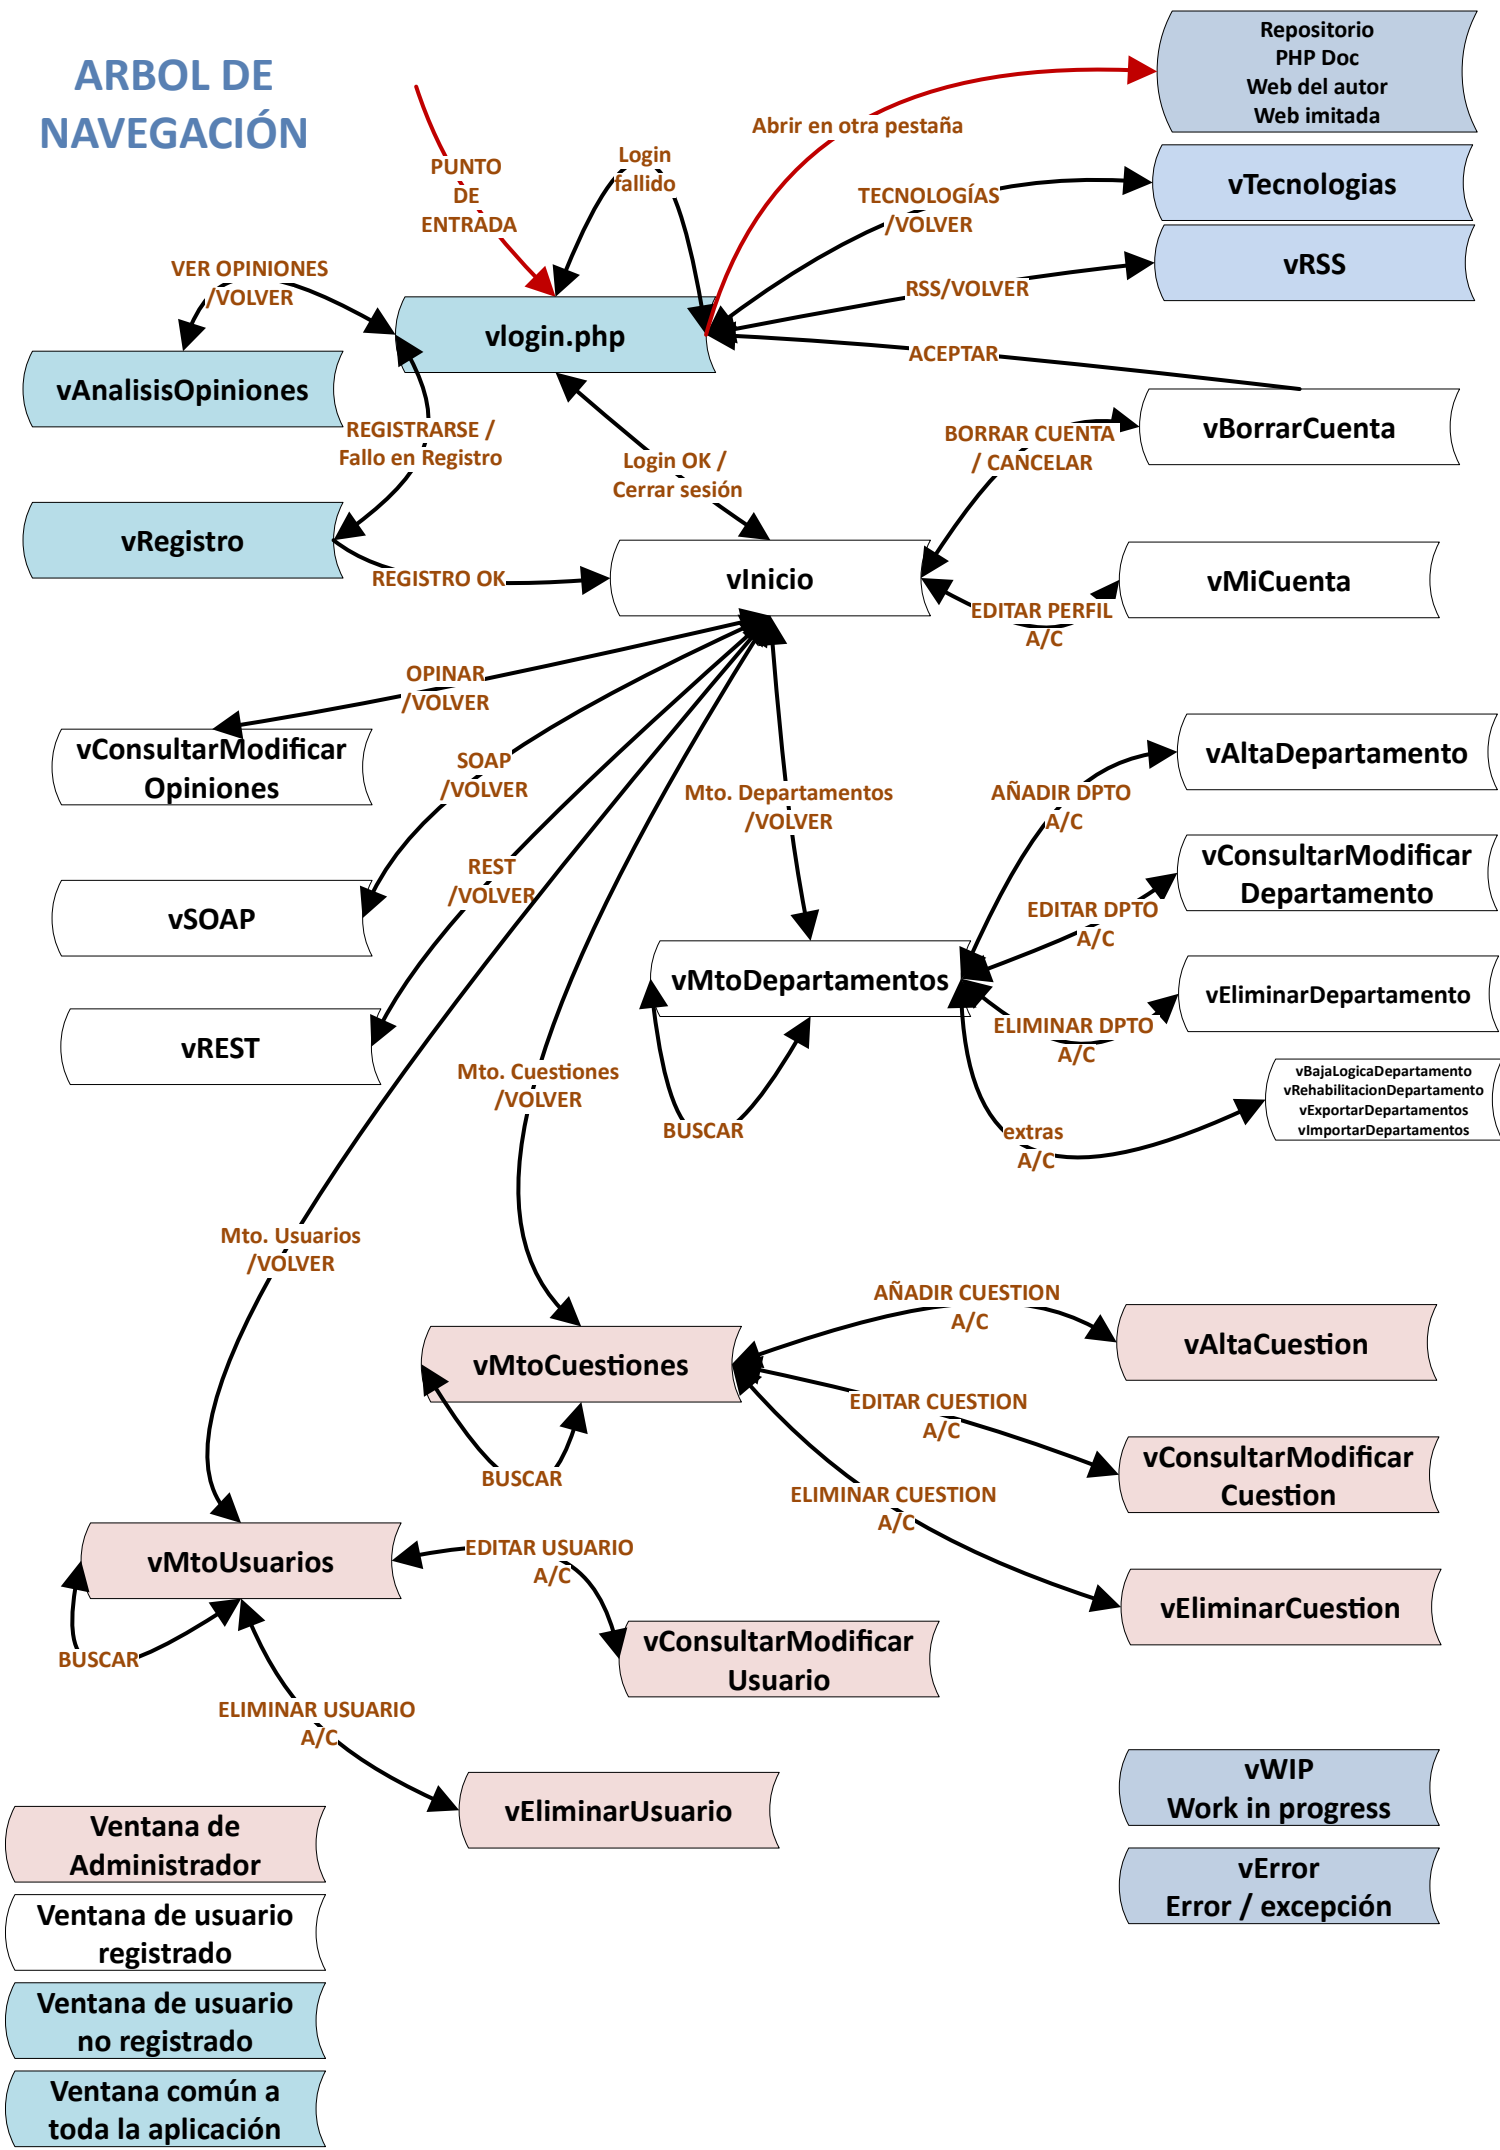 ARBOL DE
NAVEGACIÓN
PUNTO
DE
ENTRADA
Login
fallido
Abrir en otra pestaña
Repositorio
PHP Doc
Web del autor
Web imitada
TECNOLOGÍAS
/VOLVER
vTecnologias
VER OPINIONES
/VOLVER
RSS/VOLVER
vRSS
vlogin.php
ACEPTAR
vAnalisisOpiniones
REGISTRARSE /
Fallo en Registro
Login OK /
Cerrar sesión
BORRAR CUENTA
/ CANCELAR
vBorrarCuenta
vRegistro
REGISTRO OK
vInicio
EDITAR PERFIL
A/C
vMiCuenta
OPINAR
/VOLVER
vConsultarModificar
Opiniones
SOAP
/VOLVER
vSOAP
REST
/VOLVER
vREST
Mto. Departamentos
/VOLVER
AÑADIR DPTO
A/C
vAltaDepartamento
EDITAR DPTO
A/C
vConsultarModificar
Departamento
vMtoDepartamentos
ELIMINAR DPTO
A/C
vEliminarDepartamento
BUSCAR
extras
A/C
vBajaLogicaDepartamento
vRehabilitacionDepartamento
vExportarDepartamentos
vImportarDepartamentos
Mto. Cuestiones
/VOLVER
Mto. Usuarios
/VOLVER
AÑADIR CUESTION
A/C
vAltaCuestion
vMtoCuestiones
EDITAR CUESTION
A/C
vConsultarModificar
Cuestion
BUSCAR
ELIMINAR CUESTION
A/C
vEliminarCuestion
vMtoUsuarios
EDITAR USUARIO
A/C
vConsultarModificar
Usuario
BUSCAR
ELIMINAR USUARIO
A/C
vEliminarUsuario
vWIP
Work in progress
vError
Error / excepción
Ventana de
Administrador
Ventana de usuario
registrado
Ventana de usuario
no registrado
Ventana común a
toda la aplicación